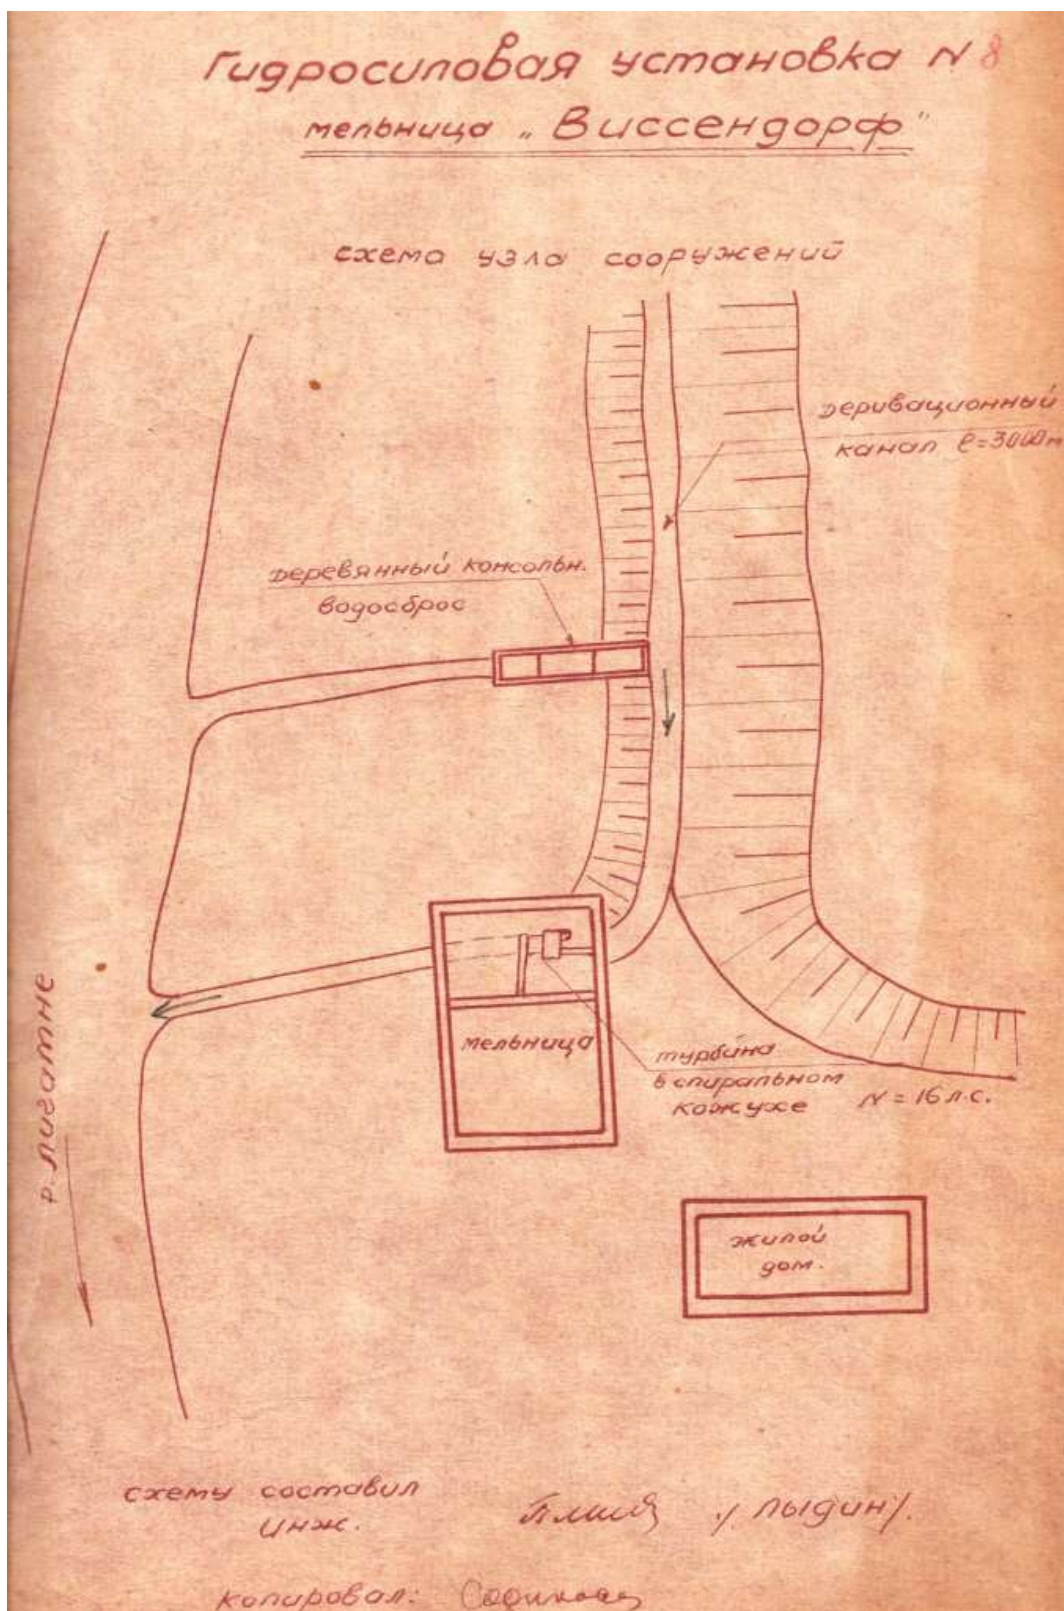 Гидросиловая установка N 8
мельница „Виссендорф"
схема узла сооружений
деривационный
канал ℓ=3000м
деревянный консольн.
водосброс
мельница
турбина
в спиральном
кожухе N = 16 л.с.
р. Лигатне
жилой
дом.
схему составил
инж. /Лыдин/.
копировал: